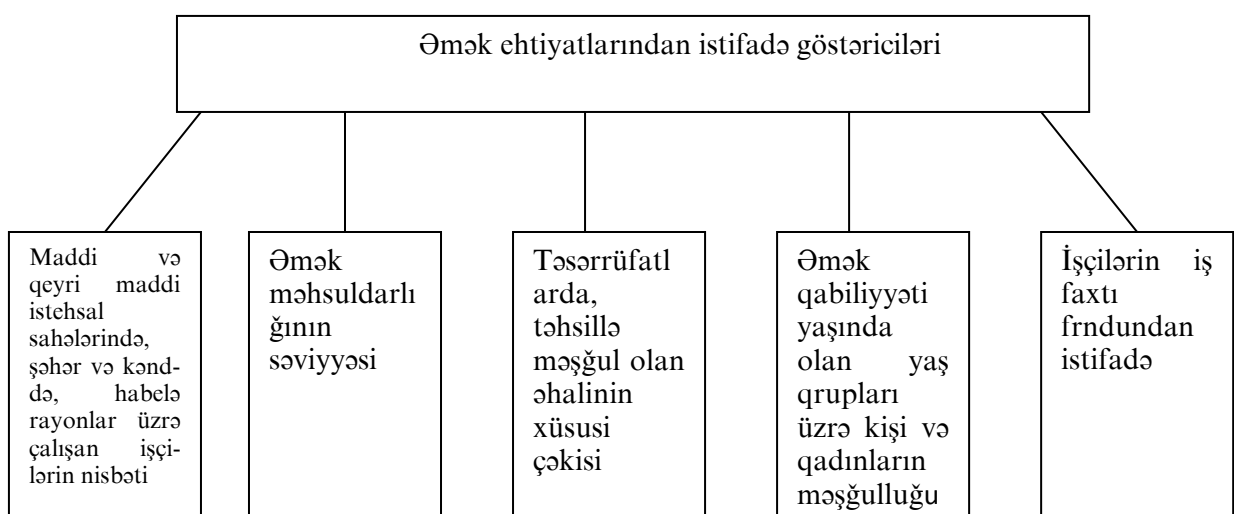 Əmək ehtiyatlarından istifadə göstəriciləri
Maddi və
qeyri maddi
istehsal
sahələrində,
şəhər və kənd-
də, habelə
rayonlar üzrə
çalışan işçi-
lərin nisbəti
Əmək
məhsuldarlı
ğının
səviyyəsi
Təsərrüfatl
arda,
təhsillə
məşğul olan
əhalinin
xüsusi
çəkisi
Əmək
qabiliyyəti
yaşında
olan yaş
qrupları
üzrə kişi və
qadınların
məşğulluğu
İşçilərin iş
faxtı
frndundan
istifadə